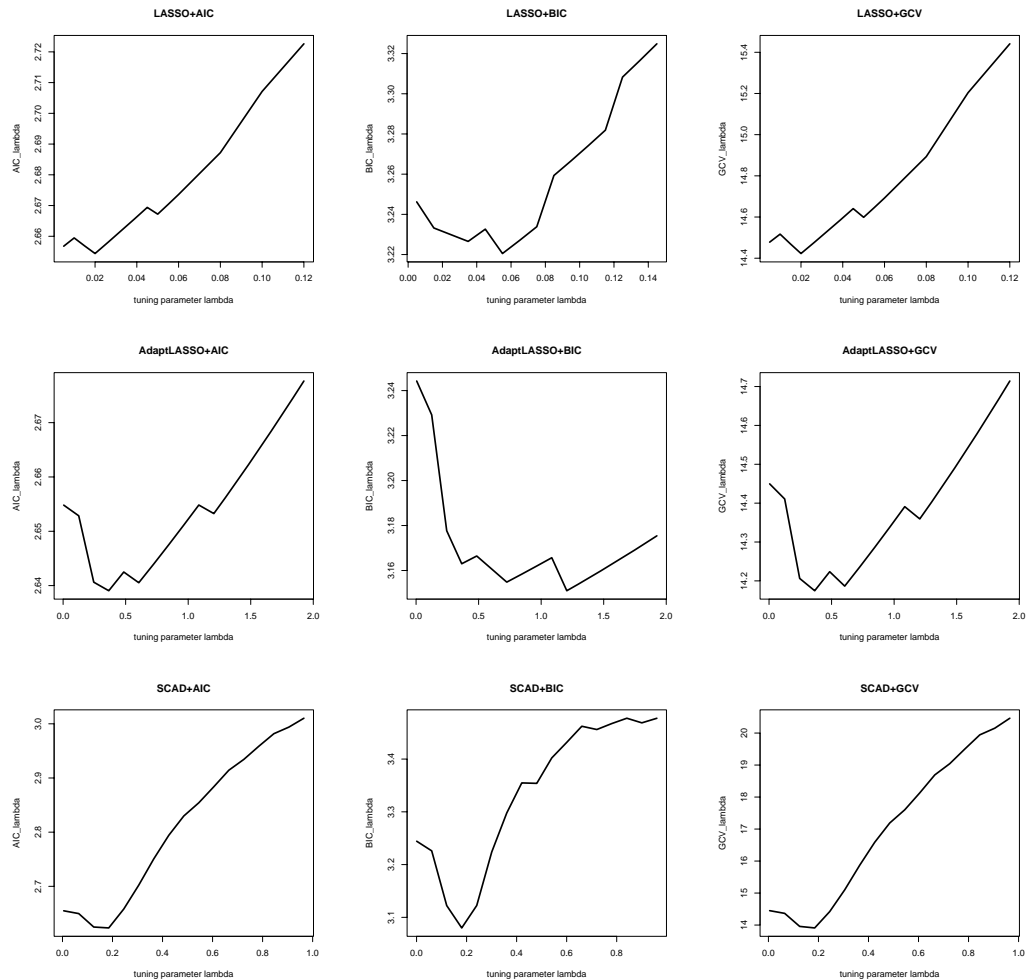 LASSO+AIC
LASSO+BIC
LASSO+GCV
AIC_lambda
2.66 2.67 2.68 2.69 2.70 2.71 2.72
0.02 0.04 0.06 0.08 0.10 0.12
tuning parameter lambda
BIC_lambda
3.22 3.24 3.26 3.28 3.30 3.32
0.00 0.02 0.04 0.06 0.08 0.10 0.12 0.14
tuning parameter lambda
GCV_lambda
14.4 14.6 14.8 15.0 15.2 15.4
0.02 0.04 0.06 0.08 0.10 0.12
tuning parameter lambda
AdaptLASSO+AIC
AdaptLASSO+BIC
AdaptLASSO+GCV
AIC_lambda
2.64 2.65 2.66 2.67
0.0 0.5 1.0 1.5 2.0
tuning parameter lambda
BIC_lambda
3.16 3.18 3.20 3.22 3.24
0.0 0.5 1.0 1.5 2.0
tuning parameter lambda
GCV_lambda
14.2 14.3 14.4 14.5 14.6 14.7
0.0 0.5 1.0 1.5 2.0
tuning parameter lambda
SCAD+AIC
SCAD+BIC
SCAD+GCV
AIC_lambda
2.7 2.8 2.9 3.0
0.0 0.2 0.4 0.6 0.8 1.0
tuning parameter lambda
BIC_lambda
3.1 3.2 3.3 3.4
0.0 0.2 0.4 0.6 0.8
tuning parameter lambda
GCV_lambda
14 15 16 17 18 19 20
0.0 0.2 0.4 0.6 0.8 1.0
tuning parameter lambda